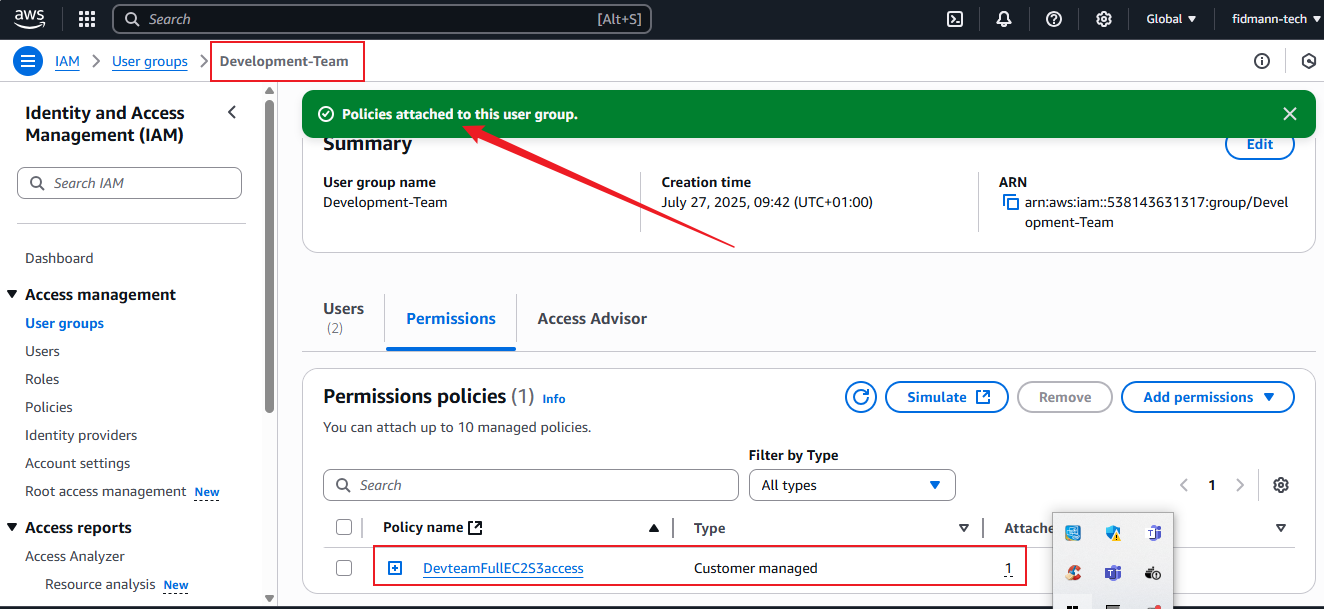 aws
Search [Alt+S]
Global fidmann-tech
IAM
User groups
Development-Team
Identity and Access
Management (IAM)
Search IAM
Dashboard
Access management
User groups
Users
Roles
Policies
Identity providers
Account settings
Root access management New
Access reports
Access Analyzer
Resource analysis New
Policies attached to this user group.
Summary
Edit
User group name
Development-Team
Creation time
July 27, 2025, 09:42 (UTC+01:00)
ARN
arn:aws:iam::538143631317:group/Devel
opment-Team
Users
(2)
Permissions
Access Advisor
Permissions policies (1) Info
Simulate
Remove
Add permissions
You can attach up to 10 managed policies.
Filter by Type
Search
All types
1
Policy name
Type
Attache
DevteamFullEC2S3access
Customer managed
1